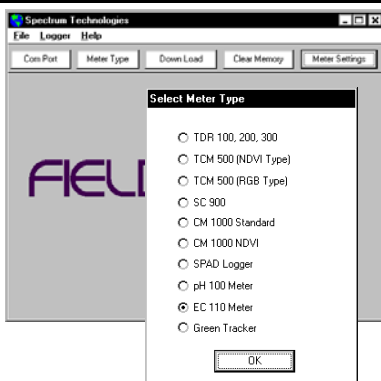 Spectrum Technologies
File Logger Help
Com Port Meter Type Down Load Clear Memory Meter Settings
Select Meter Type
FIEL
TDR 100, 200, 300
TCM 500 (NDVI Type)
TCM 500 (RGB Type)
SC 900
CM 1000 Standard
CM 1000 NDVI
SPAD Logger
pH 100 Meter
EC 110 Meter
Green Tracker
OK